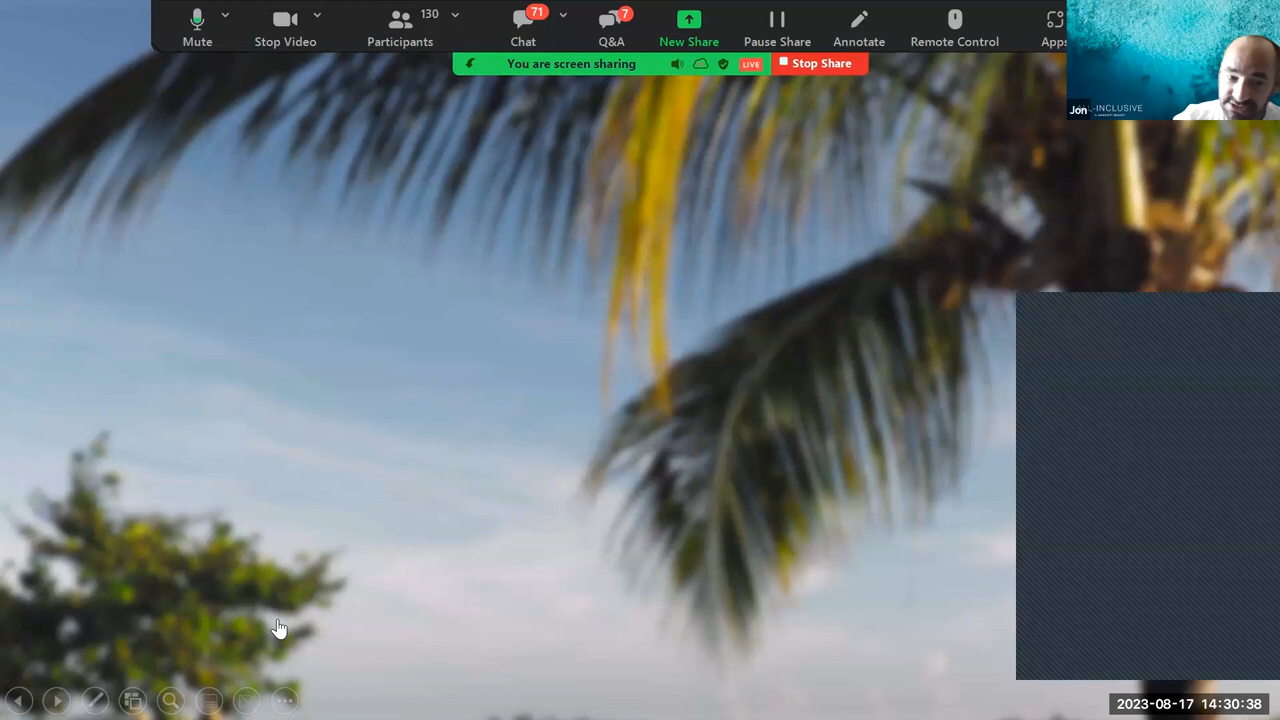 Mute
Stop Video
130
Participants
71
Chat
7
Q&A
New Share
Pause Share
Annotate
Remote Control
Apps
You are screen sharing
LIVE
Stop Share
Jon
L-INCLUSIVE
2023-08-17 14:30:38